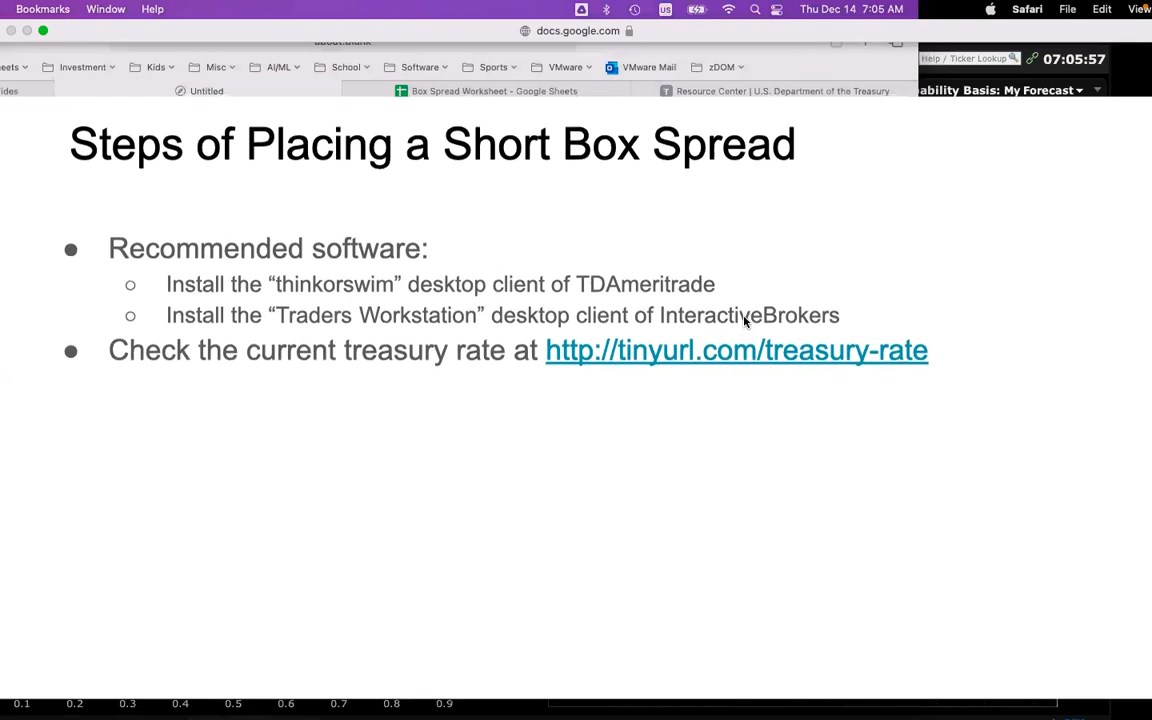 Bookmarks Window Help US Thu Dec 14 7:05 AM Safari File Edit View
docs.google.com
about:blank
Investment Kids Misc AI/ML School Software Sports VMware VMware Mail zDOM
Help / Ticker Lookup 07:05:57
Untitled Box Spread Worksheet - Google Sheets Resource Center | U.S. Department of the Treasury
ability Basis: My Forecast
Steps of Placing a Short Box Spread
● Recommended software:
○ Install the “thinkorswim” desktop client of TDAmeritrade
○ Install the “Traders Workstation” desktop client of InteractiveBrokers
● Check the current treasury rate at http://tinyurl.com/treasury-rate
0.1 0.2 0.3 0.4 0.5 0.6 0.7 0.8 0.9